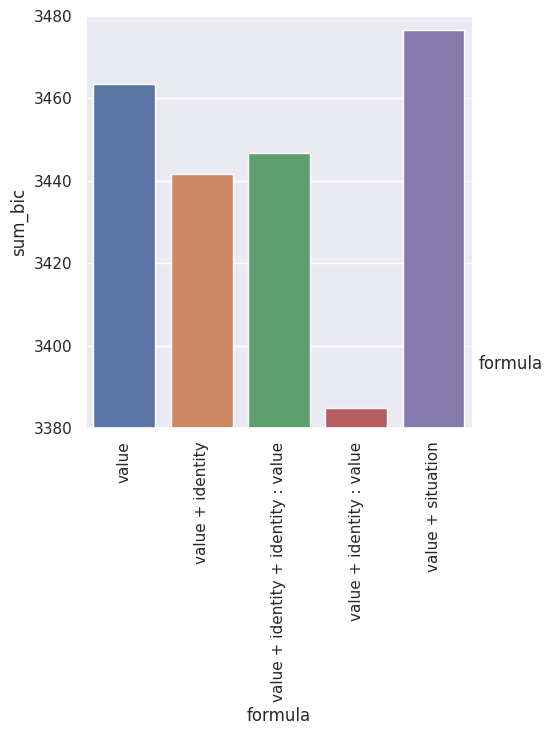 3480
3460
3440
3420
3400
3380
sum_bic
value
value + identity
value + identity + identity : value
value + identity : value
value + situation
formula
formula